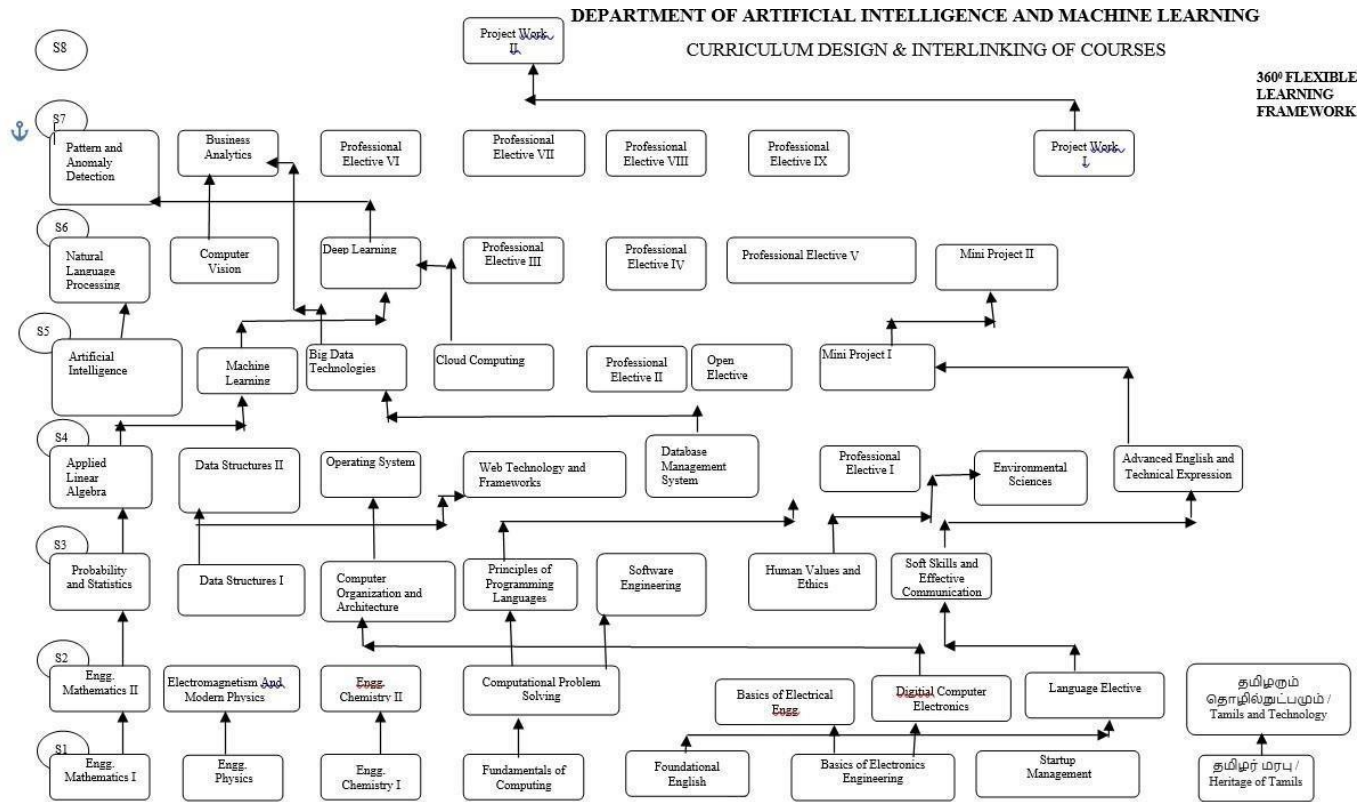 DEPARTMENT OF ARTIFICIAL INTELLIGENCE AND MACHINE LEARNING
CURRICULUM DESIGN & INTERLINKING OF COURSES
360⁰ FLEXIBLE
LEARNING
FRAMEWORK
S8
Project Work
II
S7
Pattern and
Anomaly
Detection
Business
Analytics
Professional
Elective VI
Professional
Elective VII
Professional
Elective VIII
Professional
Elective IX
Project Work
I
S6
Natural
Language
Processing
Computer
Vision
Deep Learning
Professional
Elective III
Professional
Elective IV
Professional Elective V
Mini Project II
S5
Artificial
Intelligence
Machine
Learning
Big Data
Technologies
Cloud Computing
Professional
Elective II
Open
Elective
Mini Project I
S4
Applied
Linear
Algebra
Data Structures II
Operating System
Web Technology and
Frameworks
Database
Management
System
Professional
Elective I
Environmental
Sciences
Advanced English and
Technical Expression
S3
Probability
and Statistics
Data Structures I
Computer
Organization and
Architecture
Principles of
Programming
Languages
Software
Engineering
Human Values and
Ethics
Soft Skills and
Effective
Communication
S2
Engg.
Mathematics II
Electromagnetism And
Modern Physics
Engg.
Chemistry II
Computational Problem
Solving
Basics of Electrical
Engg
Digitial Computer
Electronics
Language Elective
தமிழரும்
தொழில்நுட்பமும் /
Tamils and Technology
S1
Engg.
Mathematics I
Engg.
Physics
Engg.
Chemistry I
Fundamentals of
Computing
Foundational
English
Basics of Electronics
Engineering
Startup
Management
தமிழர் மரபு /
Heritage of Tamils